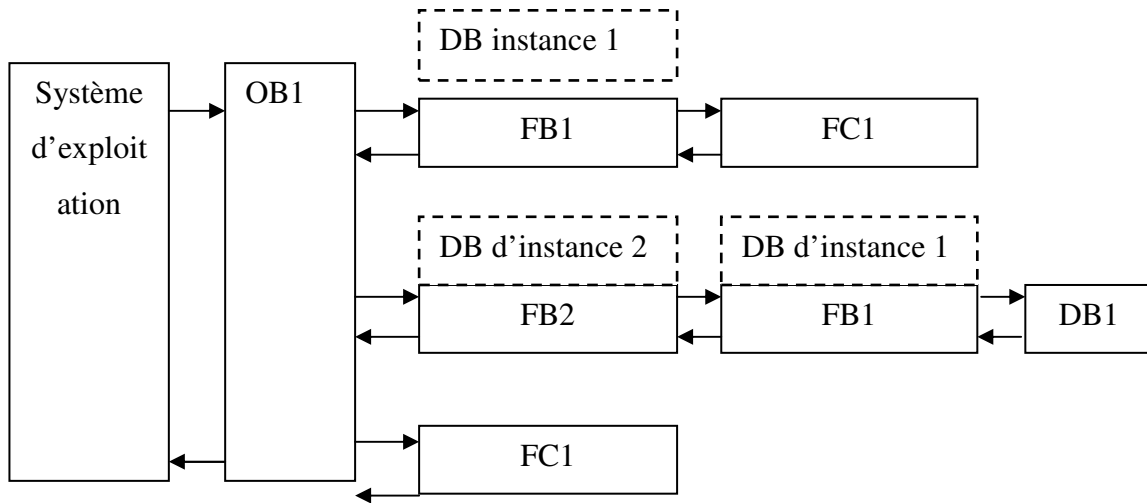 DB instance 1
Système
d’exploit
ation
OB1
FB1
FC1
DB d’instance 2
DB d’instance 1
FB2
FB1
DB1
FC1